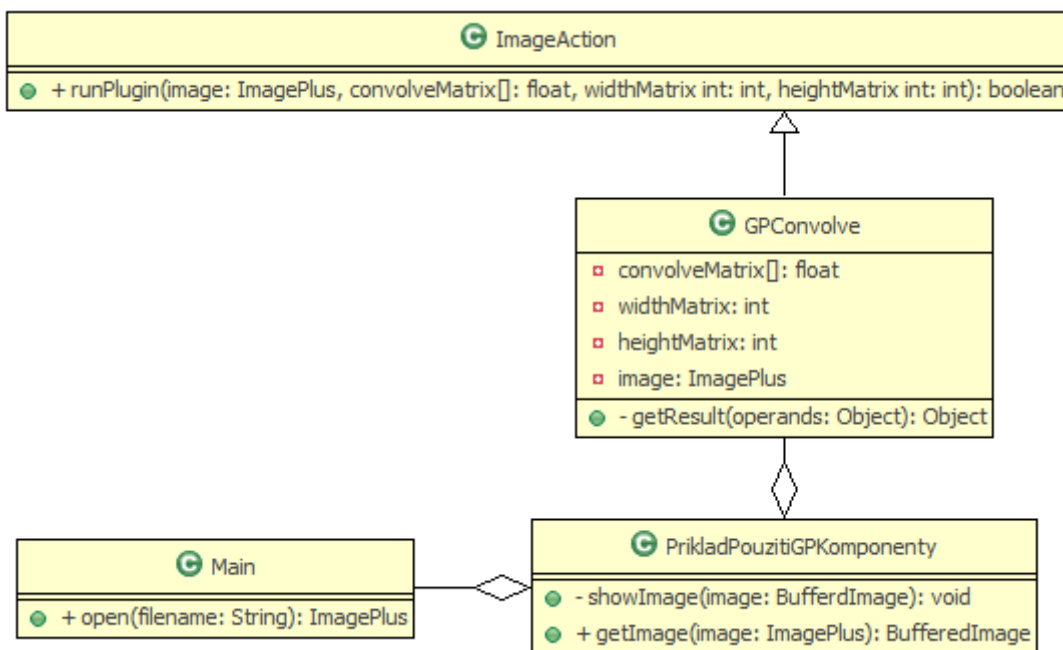 ImageAction
+ runPlugin(image: ImagePlus, convolveMatrix[]: float, widthMatrix int: int, heightMatrix int: int): boolean
GPConvolve
convolveMatrix[]: float
widthMatrix: int
heightMatrix: int
image: ImagePlus
- getResult(operands: Object): Object
PrikladPouzitiGPKomponenty
- showImage(image: BufferdImage): void
+ getImage(image: ImagePlus): BufferedImage
Main
+ open(filename: String): ImagePlus